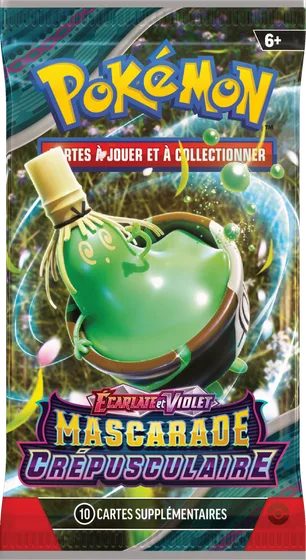 6+
POKÉMON
CARTES À JOUER ET À COLLECTIONNER
ÉCARLATE et VIOLET
MASCARADE
CRÉPUSCULAIRE
10 CARTES SUPPLÉMENTAIRES